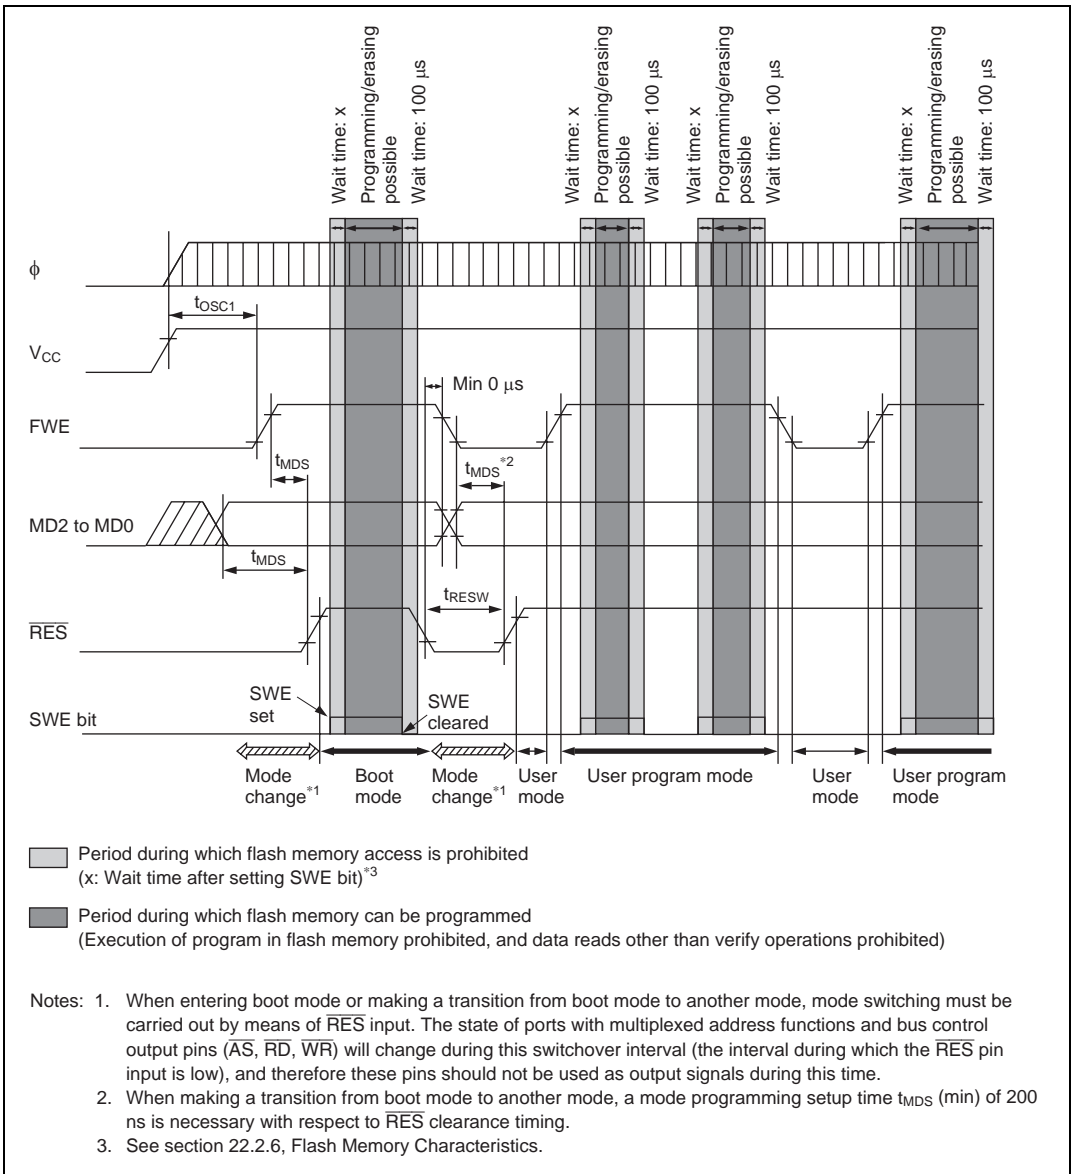 Wait time: x
Programming/erasing
possible
Wait time: 100 μs
Wait time: x
Programming/erasing
possible
Wait time: 100 μs
Wait time: x
Programming/erasing
possible
Wait time: 100 μs
Wait time: x
Programming/erasing
possible
Wait time: 100 μs
ϕ
tOSC1
VCC
Min 0 μs
FWE
tMDS
tMDS*2
MD2 to MD0
tMDS
tRESW
RES
SWE
set
SWE
cleared
SWE bit
Mode
change*1
Boot
mode
Mode
change*1
User
mode
User program mode
User
mode
User program
mode
Period during which flash memory access is prohibited
(x: Wait time after setting SWE bit)*3
Period during which flash memory can be programmed
(Execution of program in flash memory prohibited, and data reads other than verify operations prohibited)
Notes: 1. When entering boot mode or making a transition from boot mode to another mode, mode switching must be
carried out by means of RES input. The state of ports with multiplexed address functions and bus control
output pins (AS, RD, WR) will change during this switchover interval (the interval during which the RES pin
input is low), and therefore these pins should not be used as output signals during this time.
2. When making a transition from boot mode to another mode, a mode programming setup time tMDS (min) of 200
ns is necessary with respect to RES clearance timing.
3. See section 22.2.6, Flash Memory Characteristics.